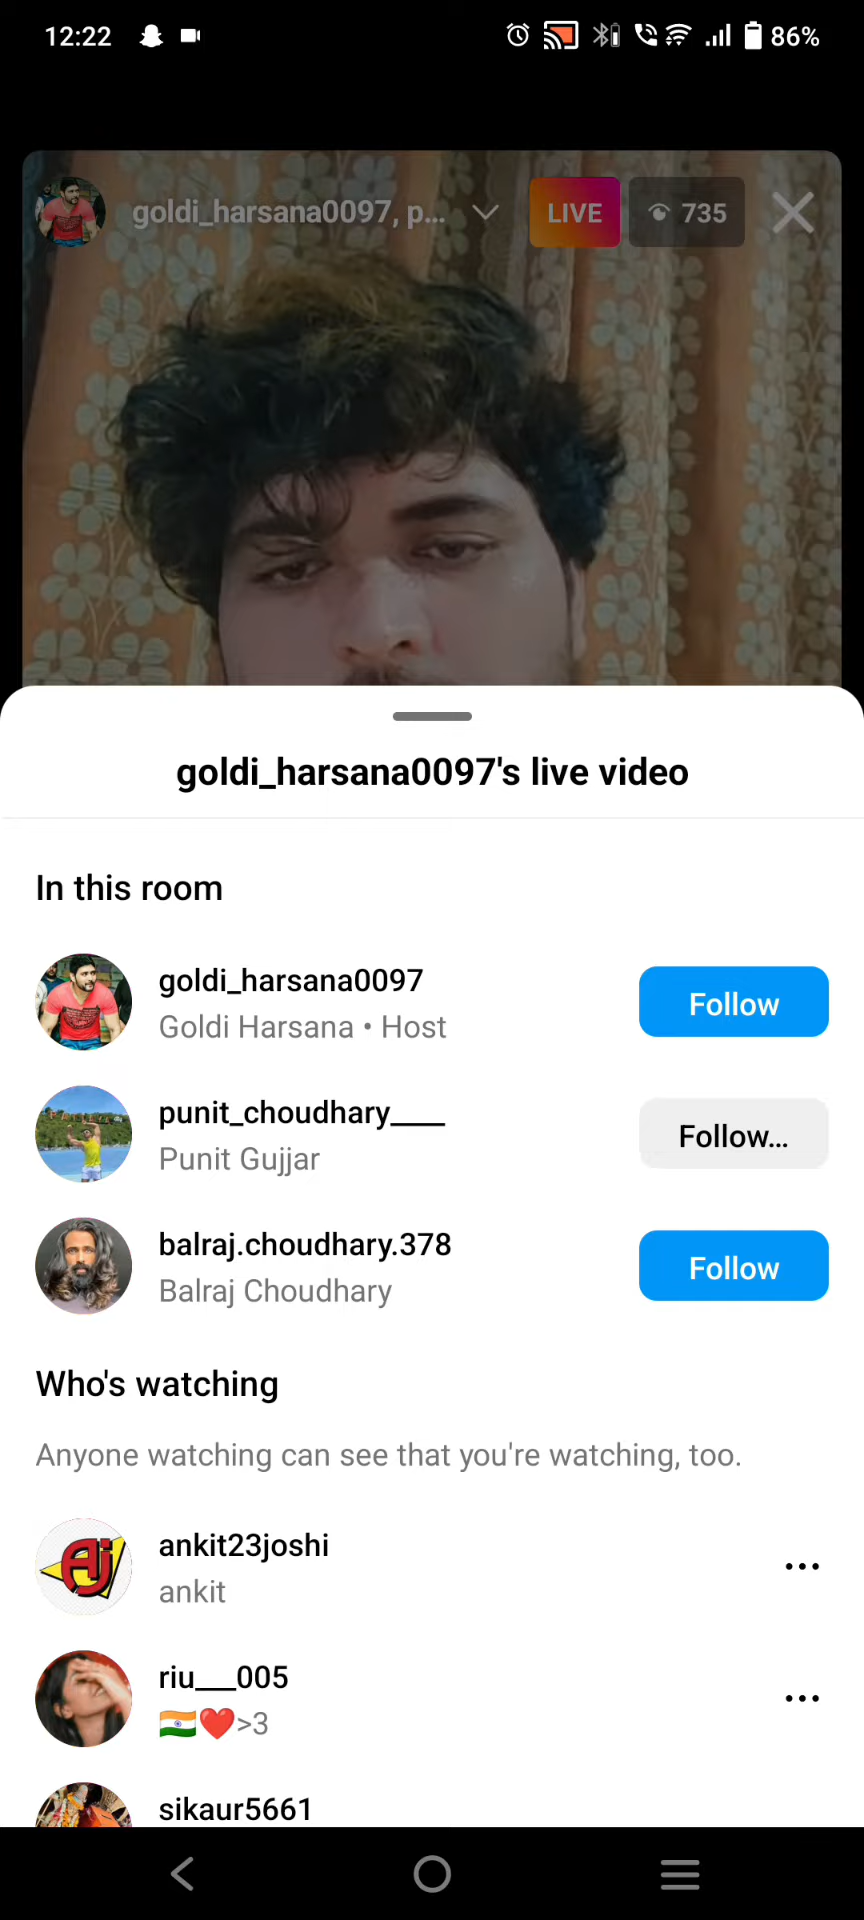 12:22 86%
goldi_harsana0097, p... LIVE 735
goldi_harsana0097's live video
In this room
goldi_harsana0097
Goldi Harsana • Host
Follow
punit_choudhary____
Punit Gujjar
Follow...
balraj.choudhary.378
Balraj Choudhary
Follow
Who's watching
Anyone watching can see that you're watching, too.
Aj
ankit23joshi
ankit
riu___005
🇮🇳❤️>3
sikaur5661